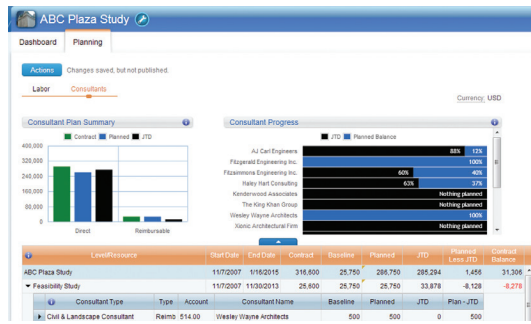 ABC Plaza Study
Dashboard Planning
Actions Changes saved, but not published.
Labor Consultants
Currency: USD
Consultant Plan Summary
Contract Planned JTD
400,000
320,000
240,000
160,000
80,000
0
Direct Reimbursable
Consultant Progress
JTD Planned Balance
AJ Carl Engineers 88% 12%
Fitzgerald Engineering Inc. 100%
Fitzsimmons Engineering Inc. 60% 40%
Haley Hart Consulting 63% 37%
Kenderwood Associates Nothing planned
The King Khan Group Nothing planned
Wesley Wayne Architects 100%
Xionic Architectural Firm Nothing planned
Level/Resource Start Date End Date Contract Baseline Planned JTD Planned Less JTD Contract Balance
ABC Plaza Study 11/7/2007 1/16/2015 316,600 25,750 286,750 285,294 1,456 31,306
Feasibility Study 11/7/2007 11/30/2013 25,600 25,750 25,750 33,878 -8,128 -8,278
Consultant Type Type Account Consultant Name Baseline Planned JTD Plan - JTD
Civil & Landscape Consultant Reimb 514.00 Wesley Wayne Architects 500 500 0 500